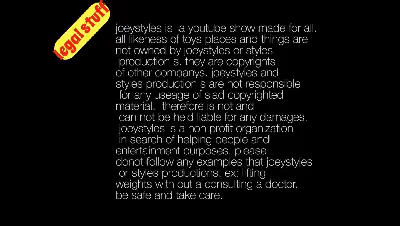 legal stuff
joeystyles is a youtube show made for all.
all likeness of toys places and things are
not owned by joeystyles or styles
productions. they are copyrights
of other companys. joeystyles and
styles productions are not responsible
for any useage of said copyrighted
material. therefore is not and
can not be held liable for any damages.
joeystyles is a non profit organization
in search of helping people and
entertainment purposes. please
donot follow any examples that joeystyles
or styles productions. ex: lifting
weights with out a consulting a doctor.
be safe and take care.